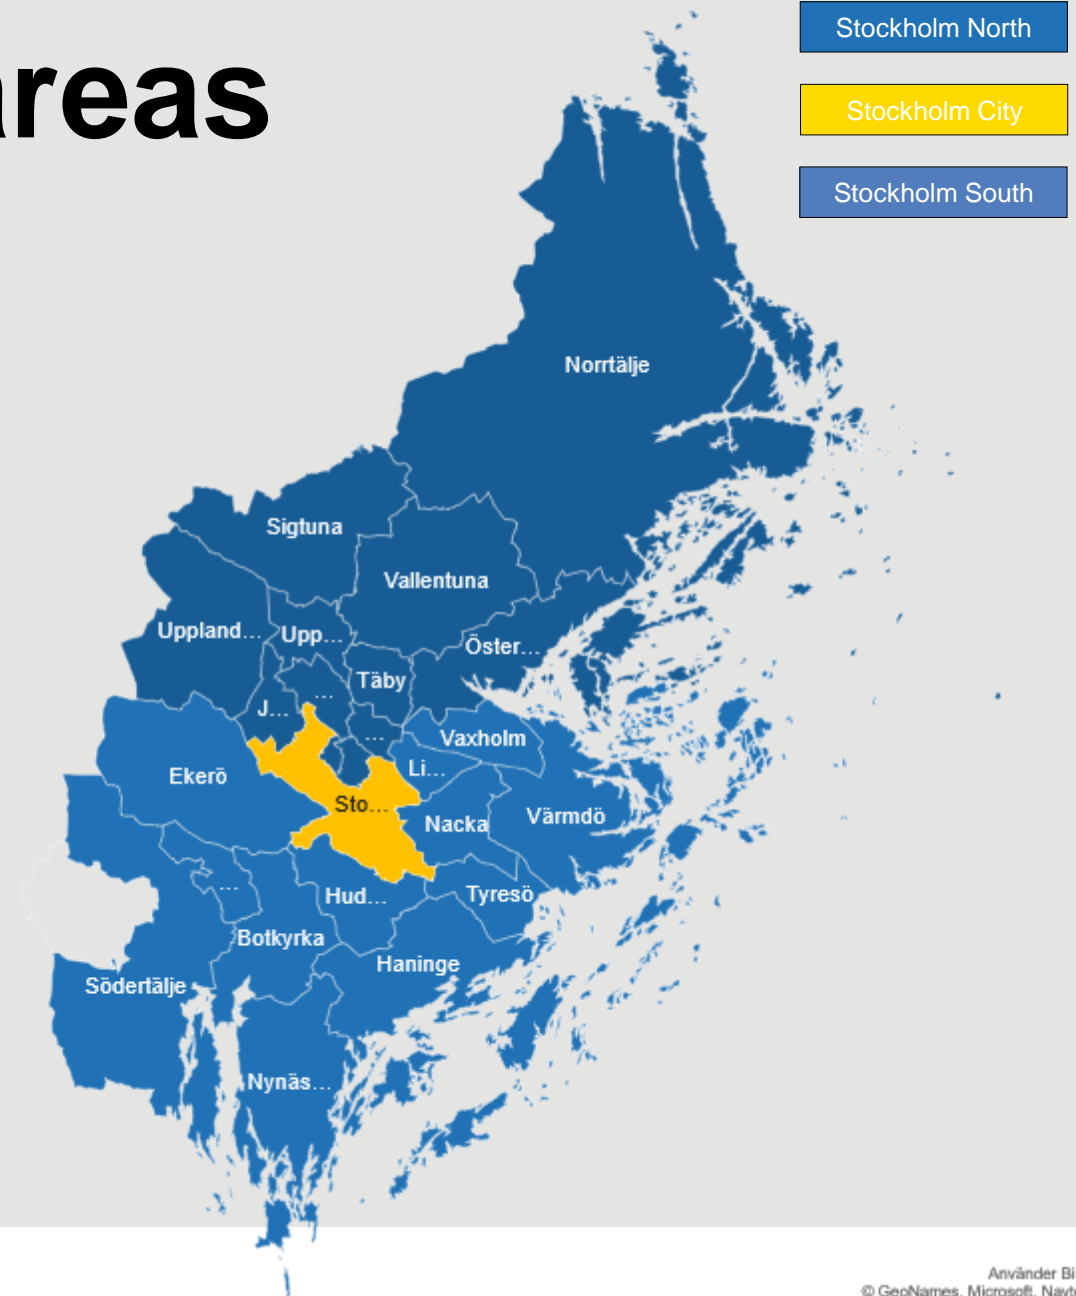 areas
Stockholm North
Stockholm City
Stockholm South
Norrtälje
Sigtuna
Vallentuna
Uppland...
Upp...
Öster...
Täby
...
J...
...
Vaxholm
Li...
Ekerö
Sto...
Nacka
Värmdö
...
Hud...
Tyresö
Botkyrka
Haninge
Södertälje
Nynäs...
Använder Bi
© GeoNames, Microsoft, Navte